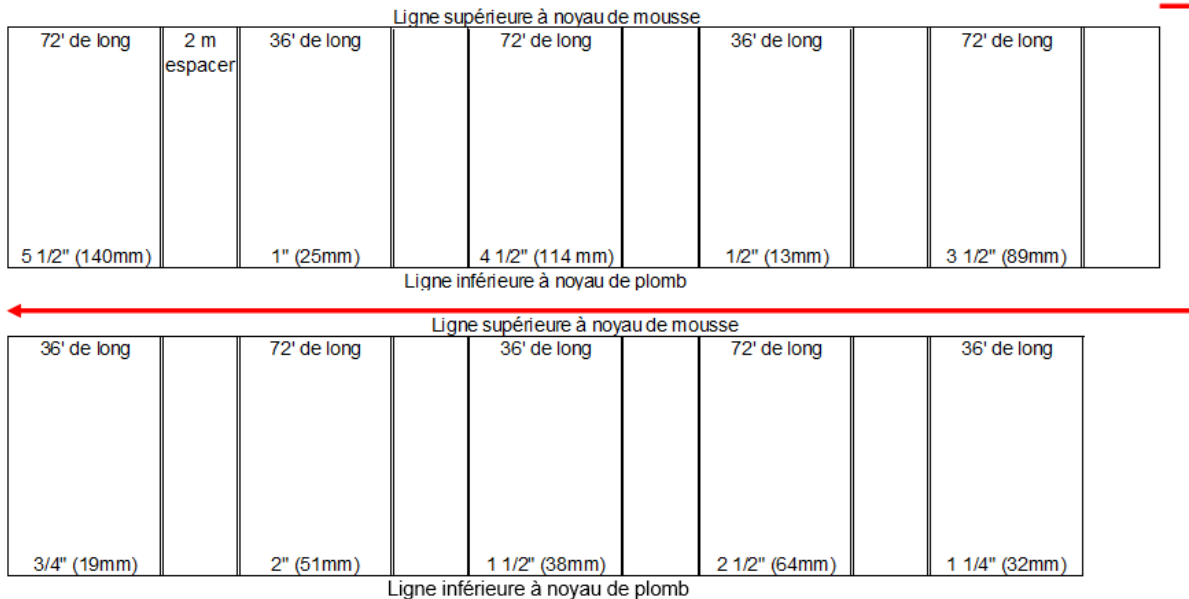 Ligne supérieure à noyau de mousse
72' de long 2 m 36' de long 72' de long 36' de long 72' de long
espacer
5 1/2" (140mm) 1" (25mm) 4 1/2" (114 mm) 1/2" (13mm) 3 1/2" (89mm)
Ligne inférieure à noyau de plomb
Ligne supérieure à noyau de mousse
36' de long 72' de long 36' de long 72' de long 36' de long
3/4" (19mm) 2" (51mm) 1 1/2" (38mm) 2 1/2" (64mm) 1 1/4" (32mm)
Ligne inférieure à noyau de plomb